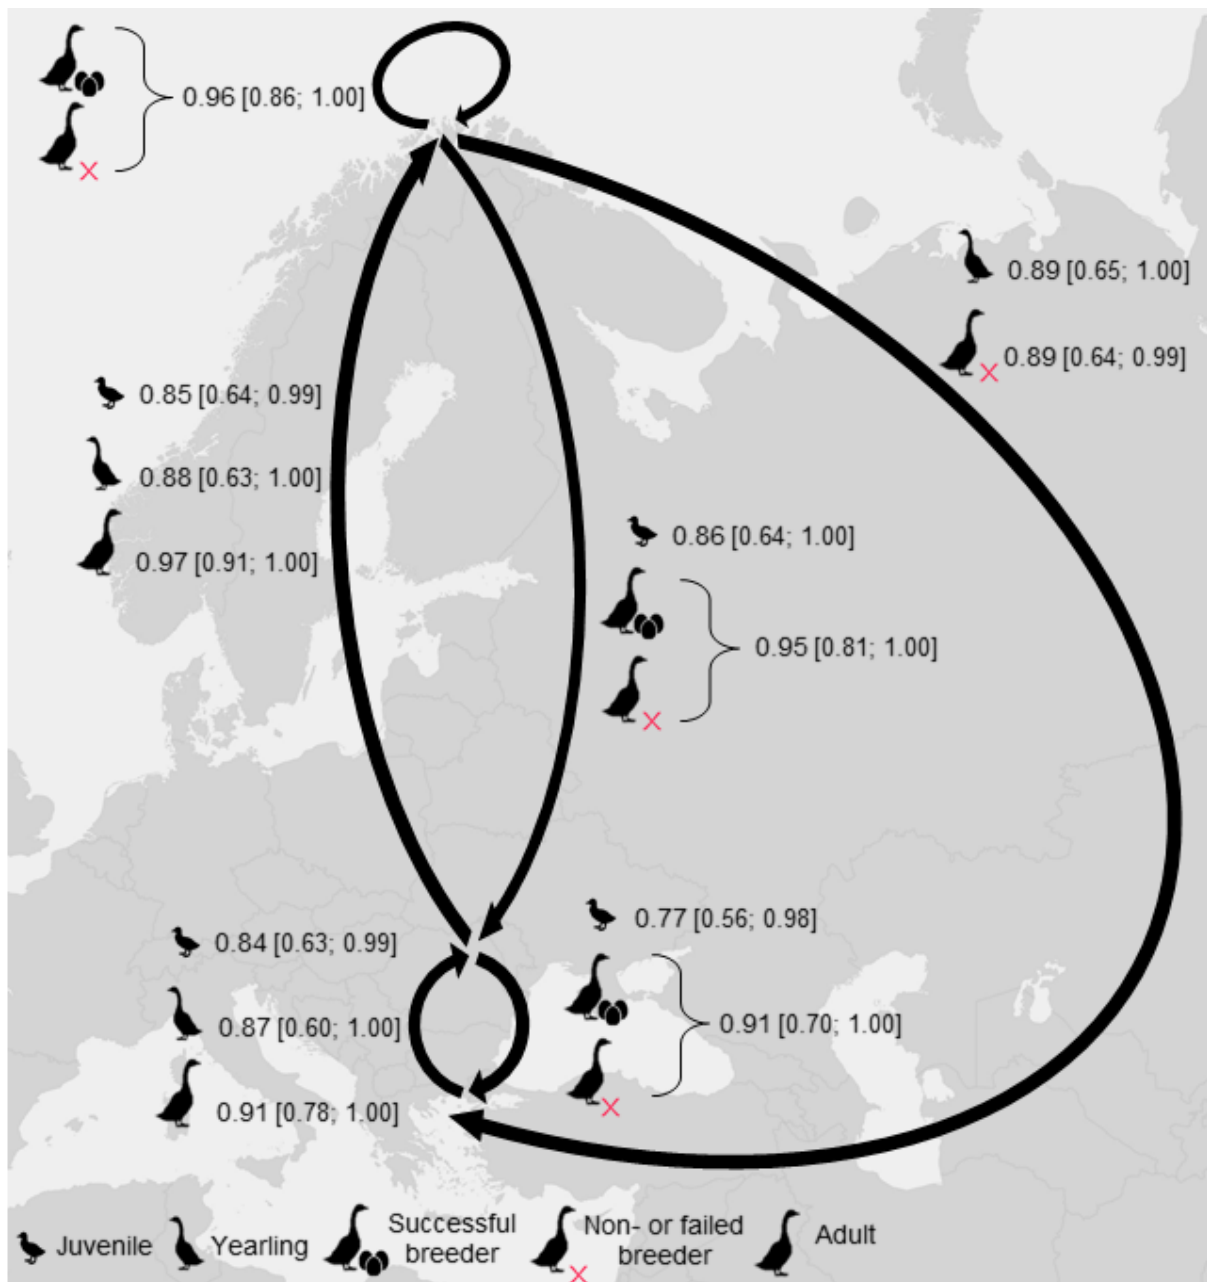 0.96 [0.86; 1.00]
0.89 [0.65; 1.00]
0.89 [0.64; 0.99]
0.85 [0.64; 0.99]
0.88 [0.63; 1.00]
0.97 [0.91; 1.00]
0.86 [0.64; 1.00]
0.95 [0.81; 1.00]
0.77 [0.56; 0.98]
0.84 [0.63; 0.99]
0.87 [0.60; 1.00]
0.91 [0.70; 1.00]
0.91 [0.78; 1.00]
Juvenile
Yearling
Successful
breeder
Non- or failed
breeder
Adult